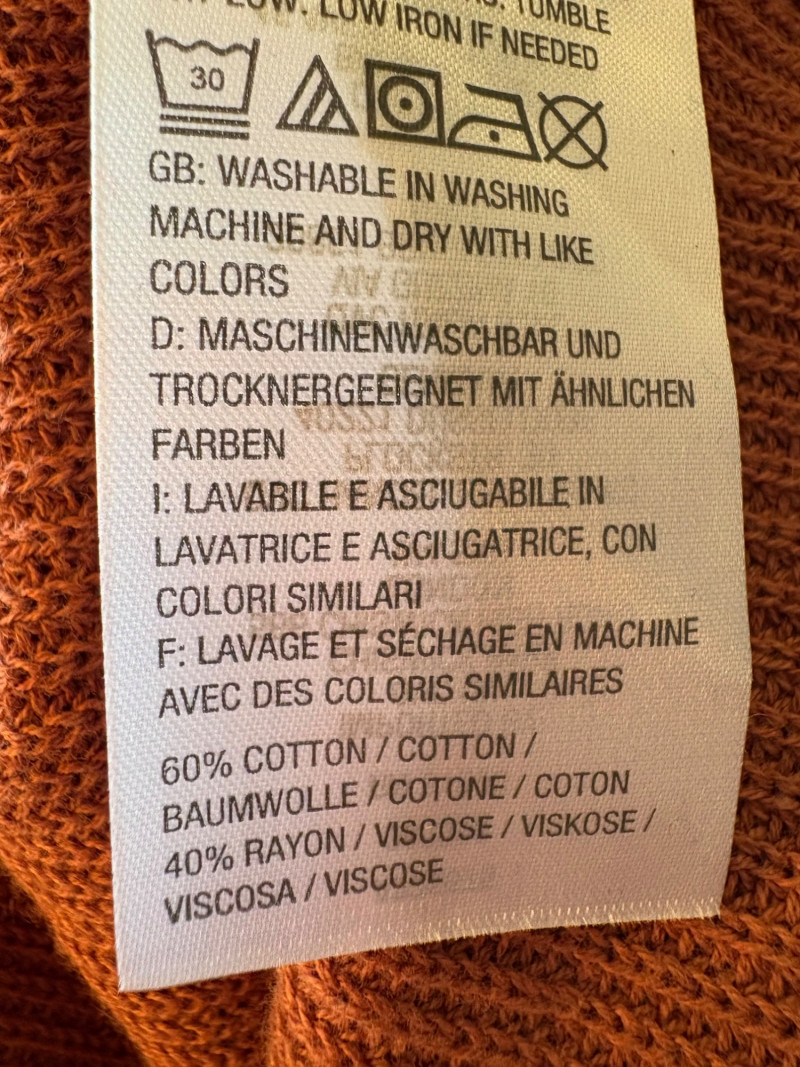 TUMBLE
LOW. LOW IRON IF NEEDED
30
GB: WASHABLE IN WASHING
MACHINE AND DRY WITH LIKE
COLORS
D: MASCHINENWASCHBAR UND
TROCKNERGEEIGNET MIT ÄHNLICHEN
FARBEN
I: LAVABILE E ASCIUGABILE IN
LAVATRICE E ASCIUGATRICE, CON
COLORI SIMILARI
F: LAVAGE ET SÉCHAGE EN MACHINE
AVEC DES COLORIS SIMILAIRES
60% COTTON / COTTON /
BAUMWOLLE / COTONE / COTON
40% RAYON / VISCOSE / VISKOSE /
VISCOSA / VISCOSE